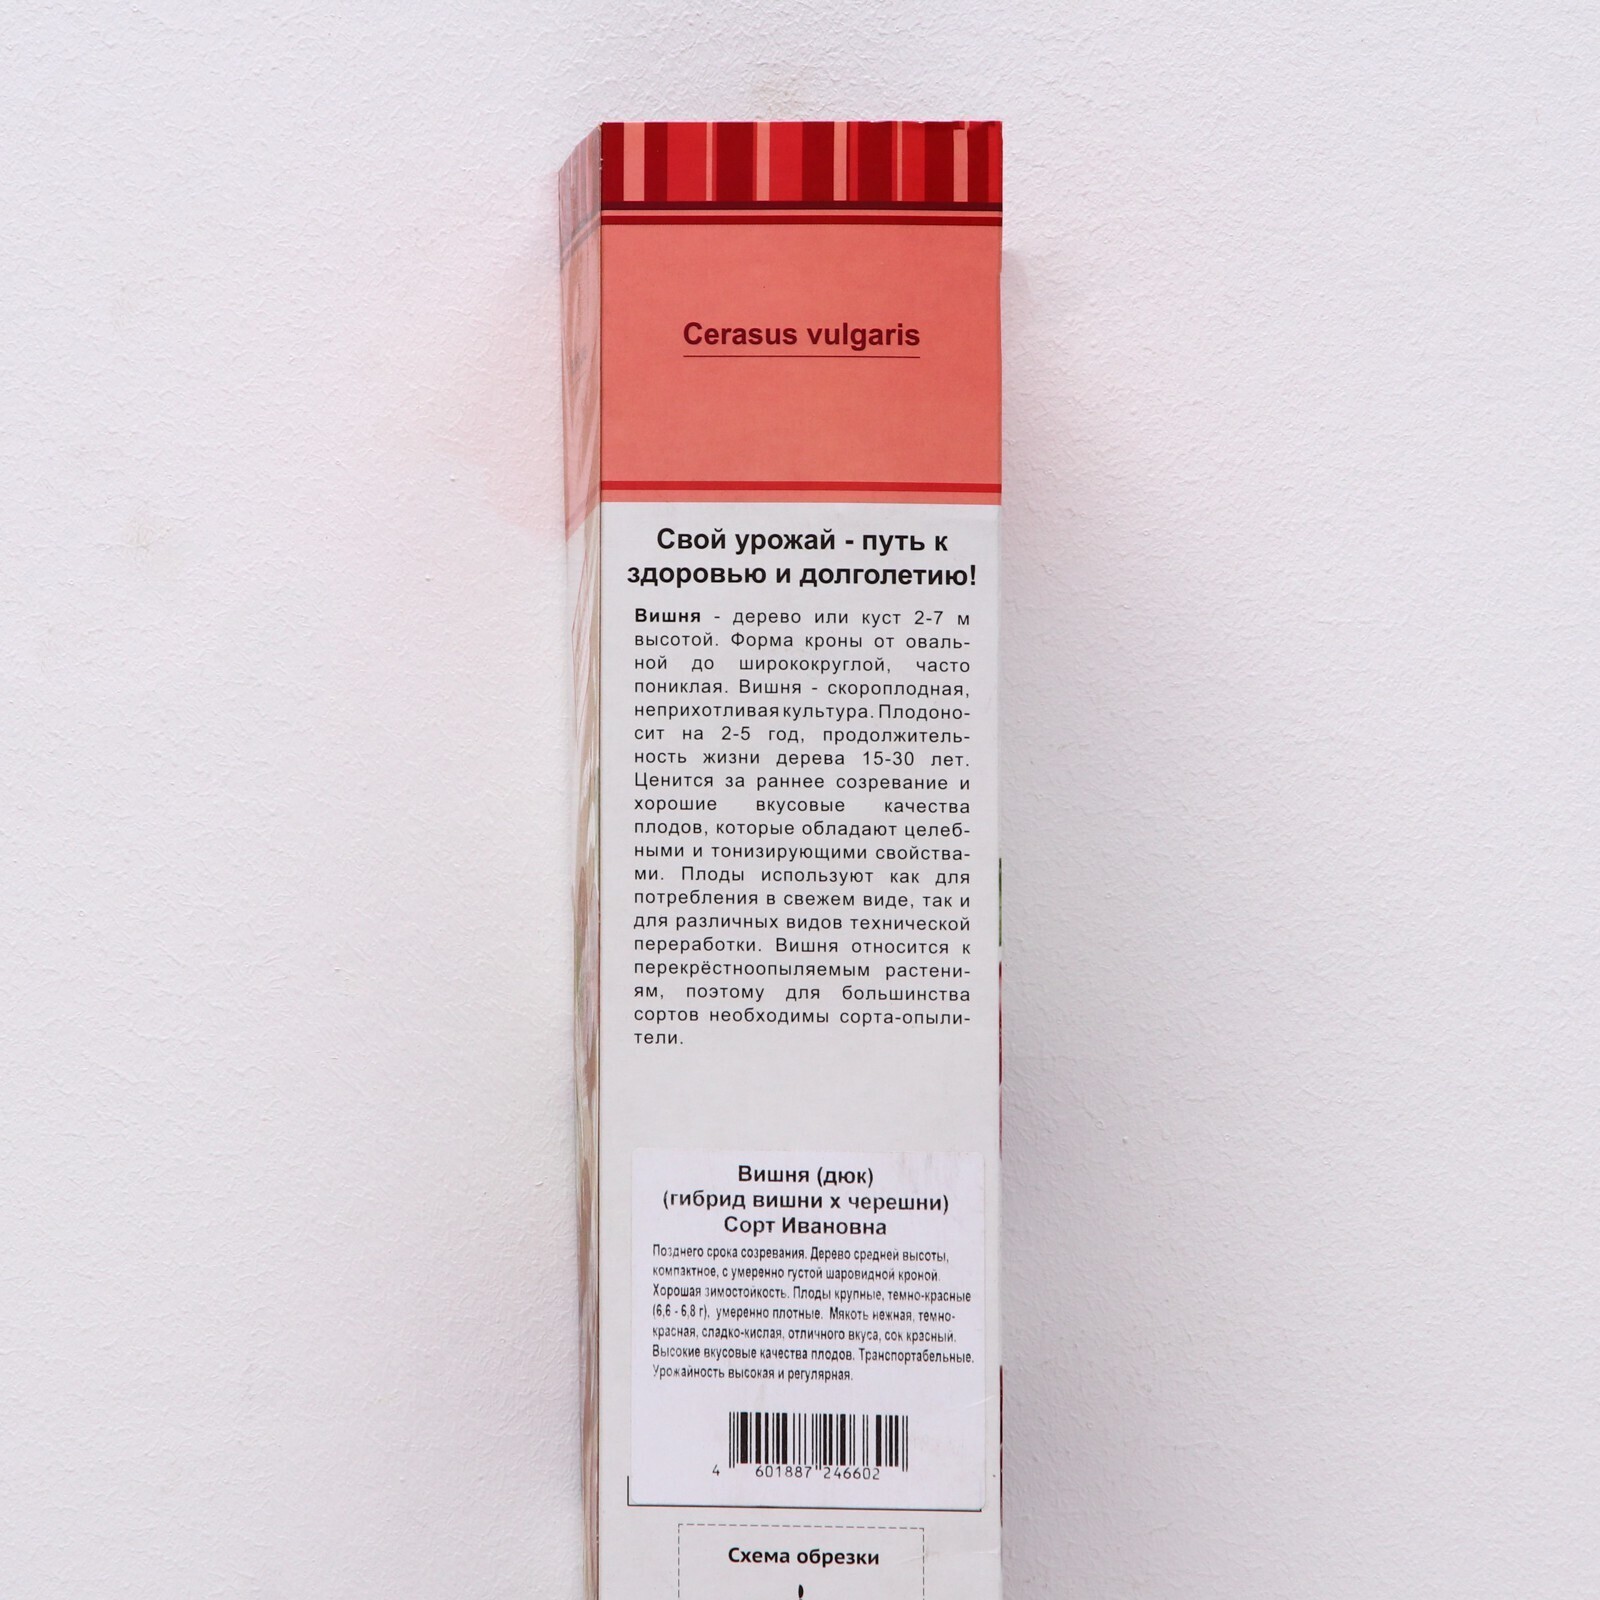 Cerasus vulgaris
Свой урожай - путь к
здоровью и долголетию!
Вишня - дерево или куст 2-7 м
высотой. Форма кроны от оваль-
ной до ширококруглой, часто
пониклая. Вишня - скороплодная,
неприхотливая культура. Плодоно-
сит на 2-5 год, продолжитель-
ность жизни дерева 15-30 лет.
Ценится за раннее созревание и
хорошие вкусовые качества
плодов, которые обладают целеб-
ными и тонизирующими свойства-
ми. Плоды используют как для
потребления в свежем виде, так и
для различных видов технической
переработки. Вишня относится к
перекрёстноопыляемым растени-
ям, поэтому для большинства
сортов необходимы сорта-опыли-
тели.
Вишня (дюк)
(гибрид вишни х черешни)
Сорт Ивановна
Позднего срока созревания. Дерево средней высоты,
компактное, с умеренно густой шаровидной кроной.
Хорошая зимостойкость. Плоды крупные, темно-красные
(6,6 - 6,8 г), умеренно плотные. Мякоть нежная, темно-
красная, сладко-кислая, отличного вкуса, сок красный.
Высокие вкусовые качества плодов. Транспортабельные.
Урожайность высокая и регулярная.
4 601887 246602
Схема обрезки